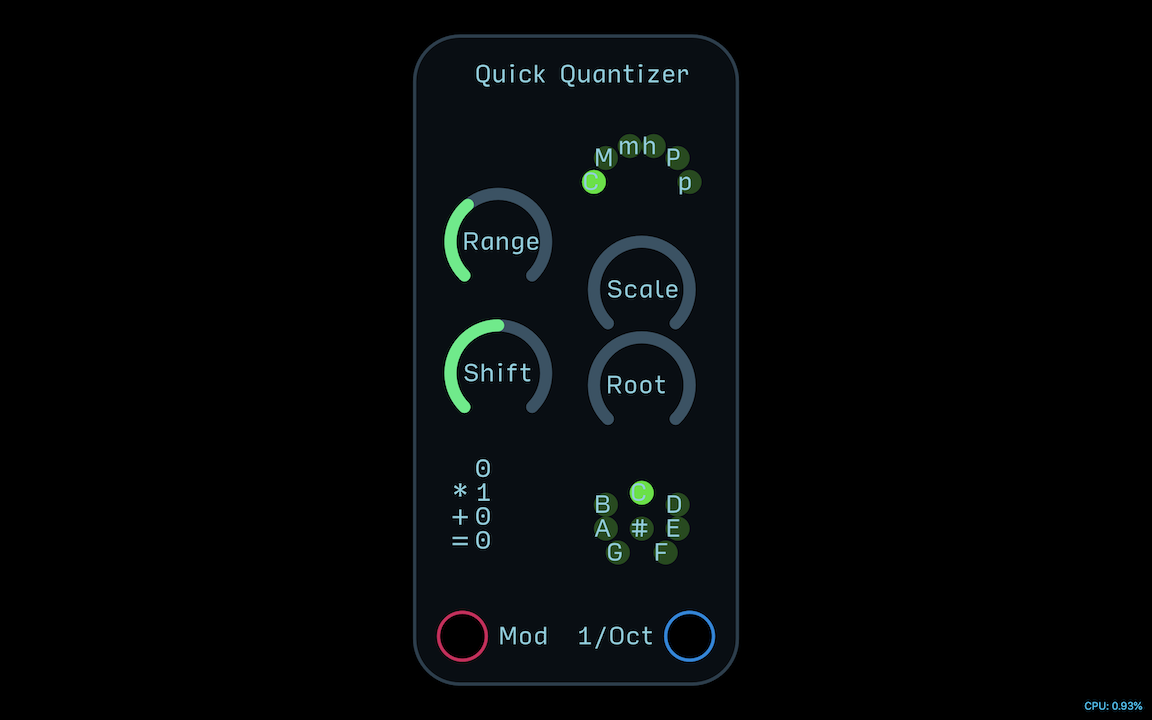 Quick Quantizer
C M m h P p
Range
Scale
Shift
Root
0
* 1
+ 0
= 0
C
B D
A # E
G F
Mod 1/Oct
CPU: 0.93%